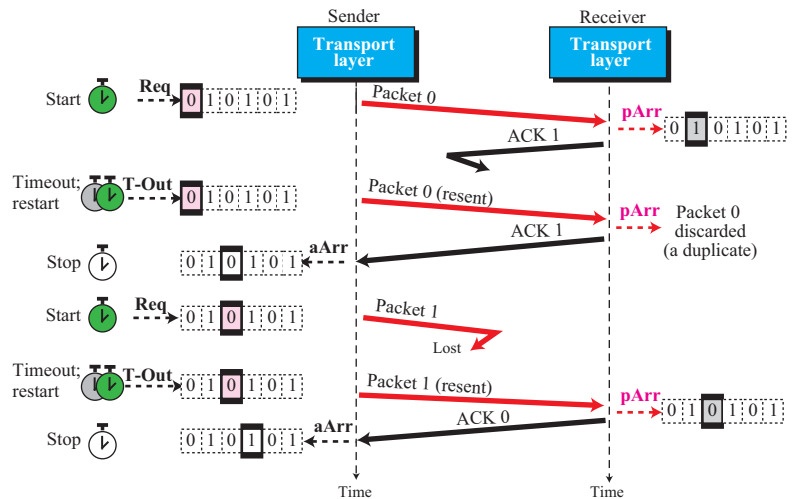 Sender
Receiver
Transport layer
Transport layer
Start
Req
0 1 0 1 0 1
Packet 0
pArr
0 1 0 1 0 1
ACK 1
Timeout;
restart
T-Out
0 1 0 1 0 1
Packet 0 (resent)
pArr
Packet 0
discarded
(a duplicate)
ACK 1
Stop
0 1 0 1 0 1
aArr
Start
Req
0 1 0 1 0 1
Packet 1
Lost
Timeout;
restart
T-Out
0 1 0 1 0 1
Packet 1 (resent)
pArr
0 1 0 1 0 1
ACK 0
Stop
0 1 0 1 0 1
aArr
Time
Time